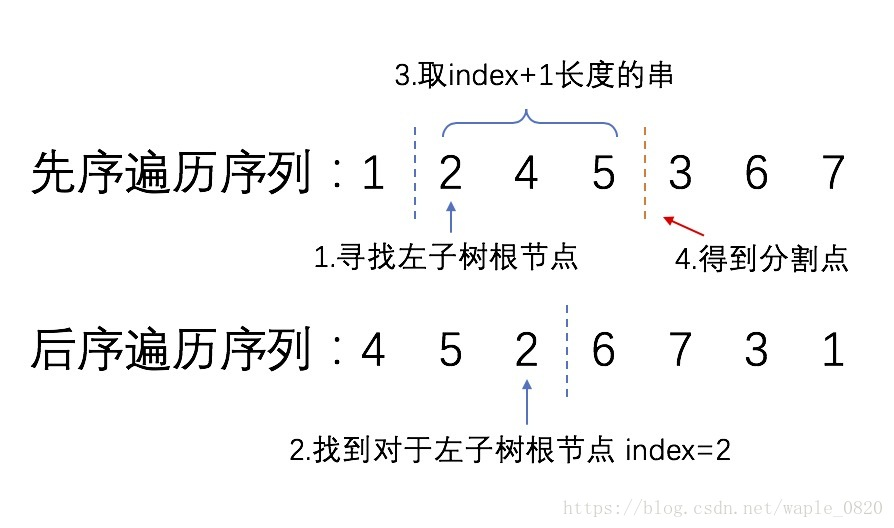 3.取index+1长度的串
先序遍历序列：1 2 4 5 3 6 7
1.寻找左子树根节点
4.得到分割点
后序遍历序列：4 5 2 6 7 3 1
2.找到对于左子树根节点 index=2
https://blog.csdn.net/waple_0820